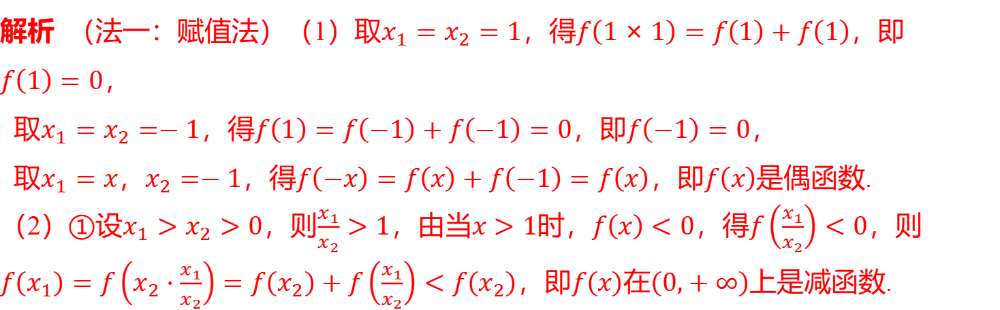 解析 （法一：赋值法）（1）取$x_1 = x_2 = 1$，得$f(1 \times 1) = f(1) + f(1)$，即
$f(1) = 0$，
取$x_1 = x_2 = -1$，得$f(1) = f(-1) + f(-1) = 0$，即$f(-1) = 0$，
取$x_1 = x$，$x_2 = -1$，得$f(-x) = f(x) + f(-1) = f(x)$，即$f(x)$是偶函数.
（2）①设$x_1 > x_2 > 0$，则$\frac{x_1}{x_2} > 1$，由当$x > 1$时，$f(x) < 0$，得$f\left(\frac{x_1}{x_2}\right) < 0$，则
$f(x_1) = f\left(x_2 \cdot \frac{x_1}{x_2}\right) = f(x_2) + f\left(\frac{x_1}{x_2}\right) < f(x_2)$，即$f(x)$在$(0, +\infty)$上是减函数.